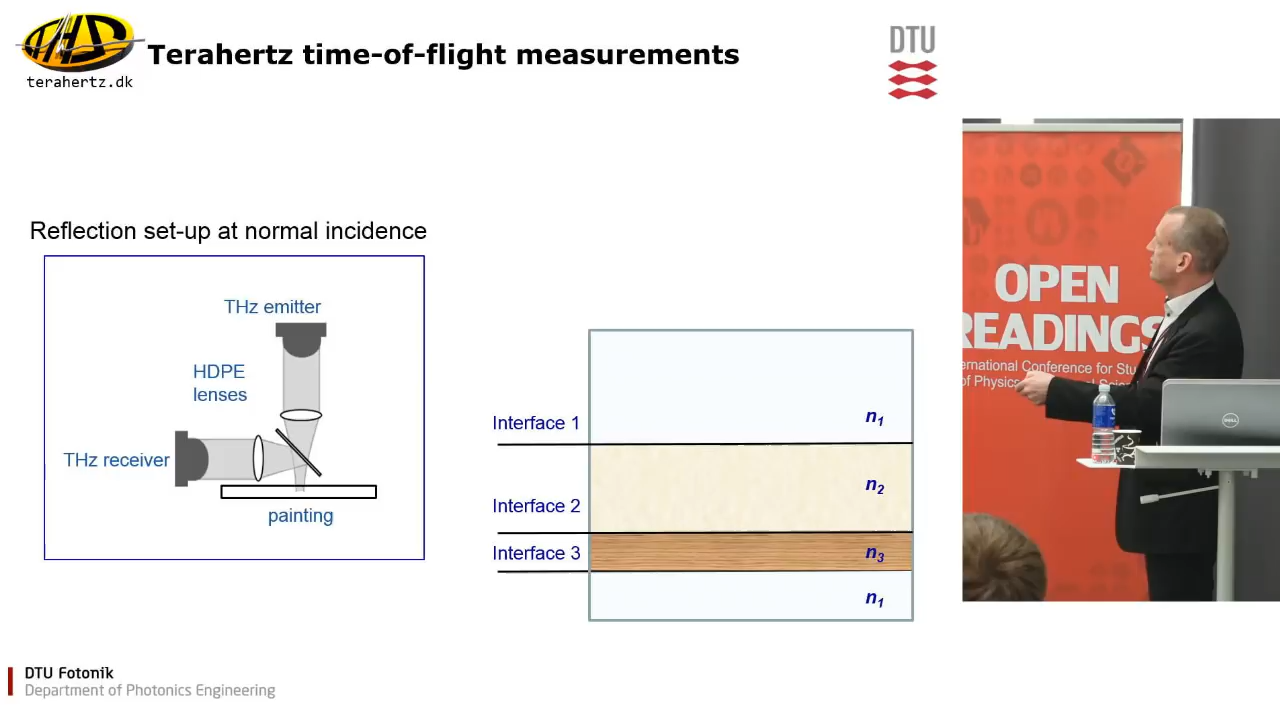 THz
terahertz.dk
Terahertz time-of-flight measurements
DTU
Reflection set-up at normal incidence
THz emitter
HDPE
lenses
THz receiver
painting
Interface 1
n1
Interface 2
n2
Interface 3
n3
n1
OPEN
READINGS
ernational Conference for Stu
of Physics
DELL
DTU Fotonik
Department of Photonics Engineering